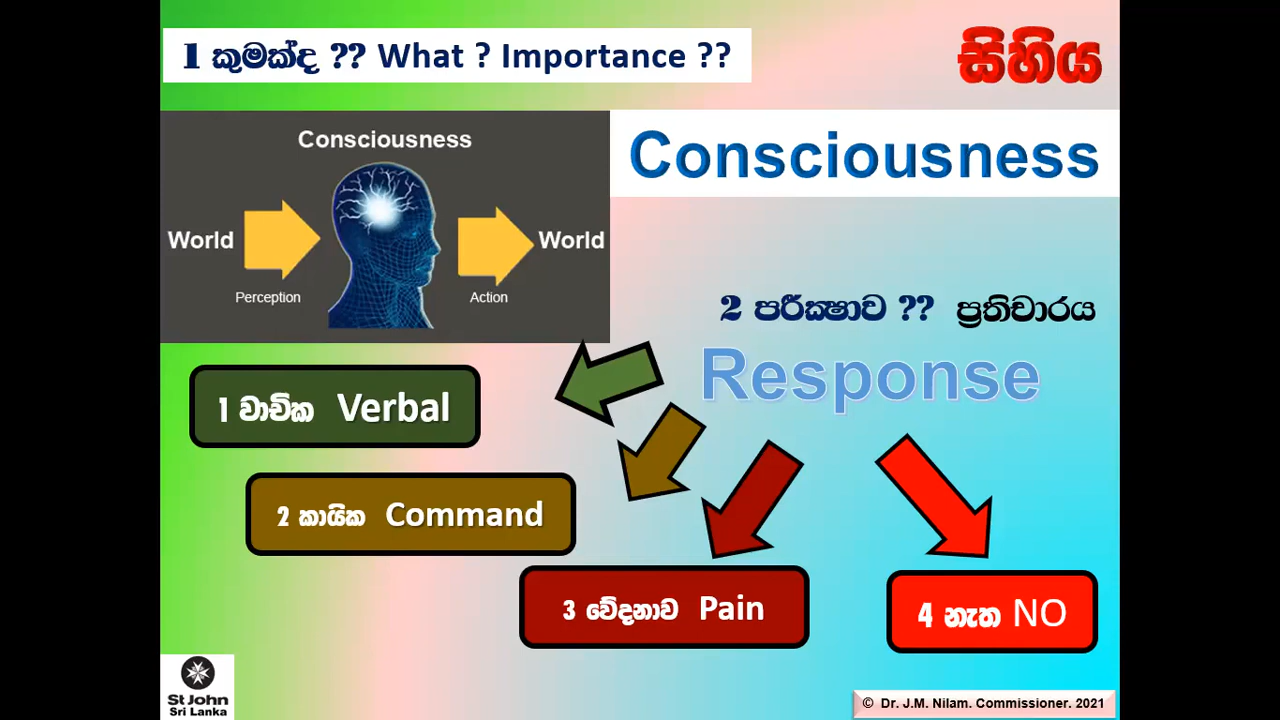 1 කුමක්ද ?? What ? Importance ??
සිහිය
Consciousness
Consciousness
World
World
Perception
Action
2 පරීක්‍ෂාව ?? ප්‍රතිචාරය
Response
1 වාචික Verbal
2 කායික Command
3 වේදනාව Pain
4 නැත NO
St John
Sri Lanka
© Dr. J.M. Nilam. Commissioner. 2021